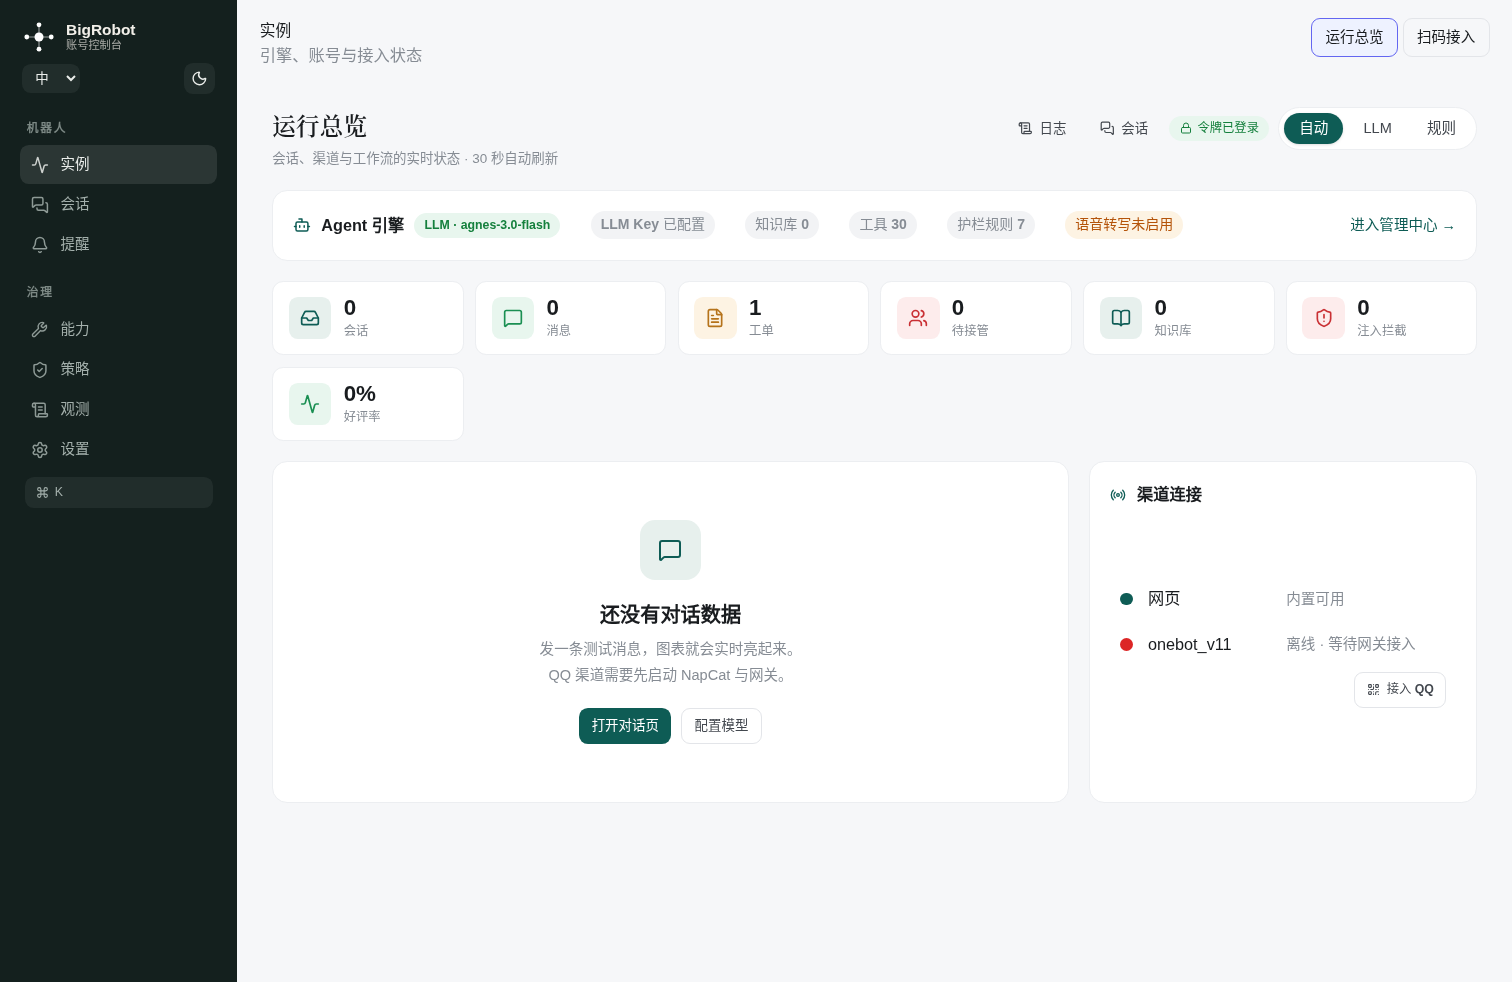 BigRobot
账号控制台
中
机器人
实例
会话
提醒
治理
能力
策略
观测
设置
⌘ K
实例
引擎、账号与接入状态
运行总览
扫码接入
运行总览
会话、渠道与工作流的实时状态 · 30 秒自动刷新
日志
会话
令牌已登录
自动
LLM
规则
Agent 引擎
LLM · agnes-3.0-flash
LLM Key 已配置
知识库 0
工具 30
护栏规则 7
语音转写未启用
进入管理中心 →
0
会话
0
消息
1
工单
0
待接管
0
知识库
0
注入拦截
0%
好评率
还没有对话数据
发一条测试消息，图表就会实时亮起来。
QQ 渠道需要先启动 NapCat 与网关。
打开对话页
配置模型
渠道连接
网页
内置可用
onebot_v11
离线 · 等待网关接入
接入 QQ